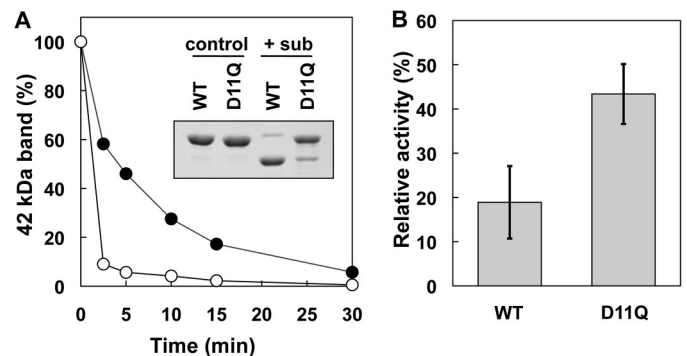 A
42 kDa band (%)
100
80
60
40
20
0
0 5 10 15 20 25 30
Time (min)
control + sub
WT D11Q WT D11Q
B
Relative activity (%)
60
50
40
30
20
10
0
WT D11Q